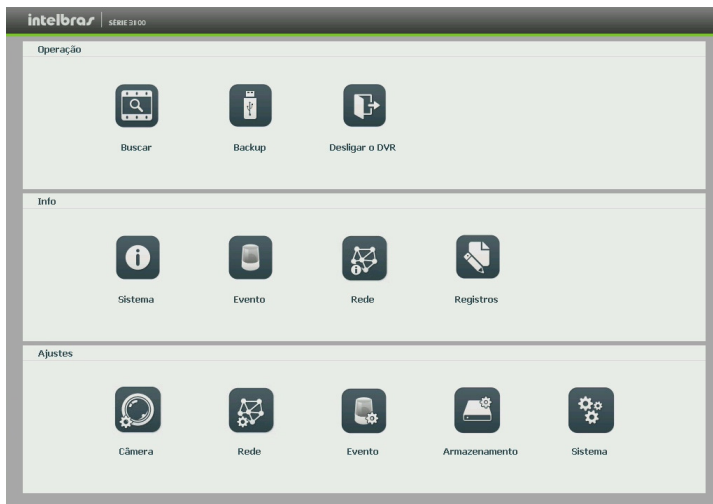 intelbras SÉRIE 3100
Operação
Buscar Backup Desligar o DVR
Info
Sistema Evento Rede Registros
Ajustes
Câmera Rede Evento Armazenamento Sistema